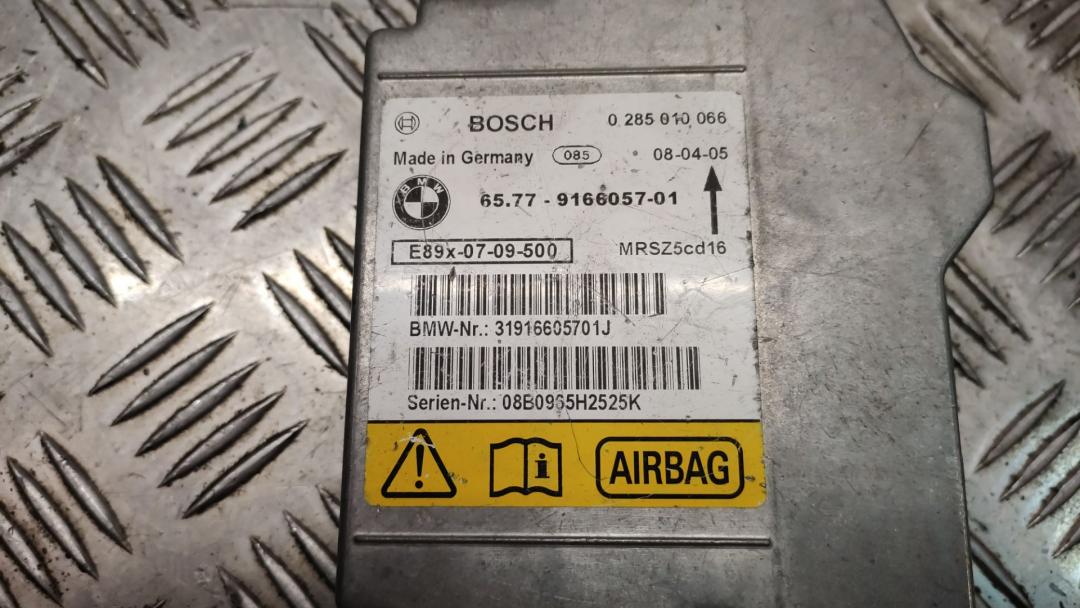 BOSCH 0 285 010 066
Made in Germany 085 08-04-05
BMW
65.77 - 9166057-01
E89x-07-09-500 MRSZ5cd16
BMW-Nr.: 31916605701J
Serien-Nr.: 08B0965H2525K
AIRBAG